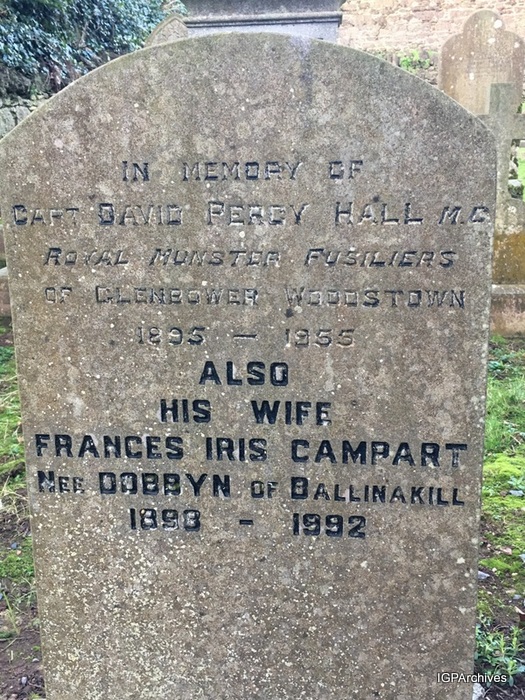 IN MEMORY OF
CAPT DAVID PERCY HALL M.C
ROYAL MUNSTER FUSILIERS
OF GLENBOWER WOODSTOWN
1895 – 1955
ALSO
HIS WIFE
FRANCES IRIS CAMPART
NEE DOBBYN OF BALLINAKILL
1898 – 1992
IGPArchives